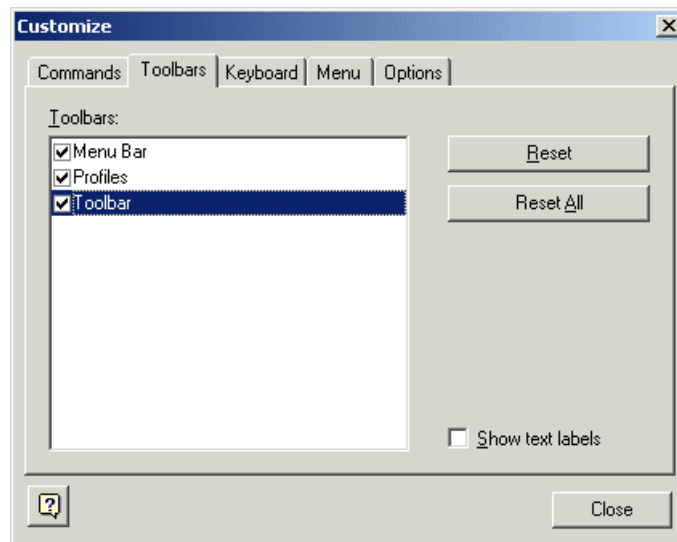 Customize
Commands Toolbars Keyboard Menu Options
Toolbars:
Menu Bar
Profiles
Toolbar
Reset
Reset All
Show text labels
Close